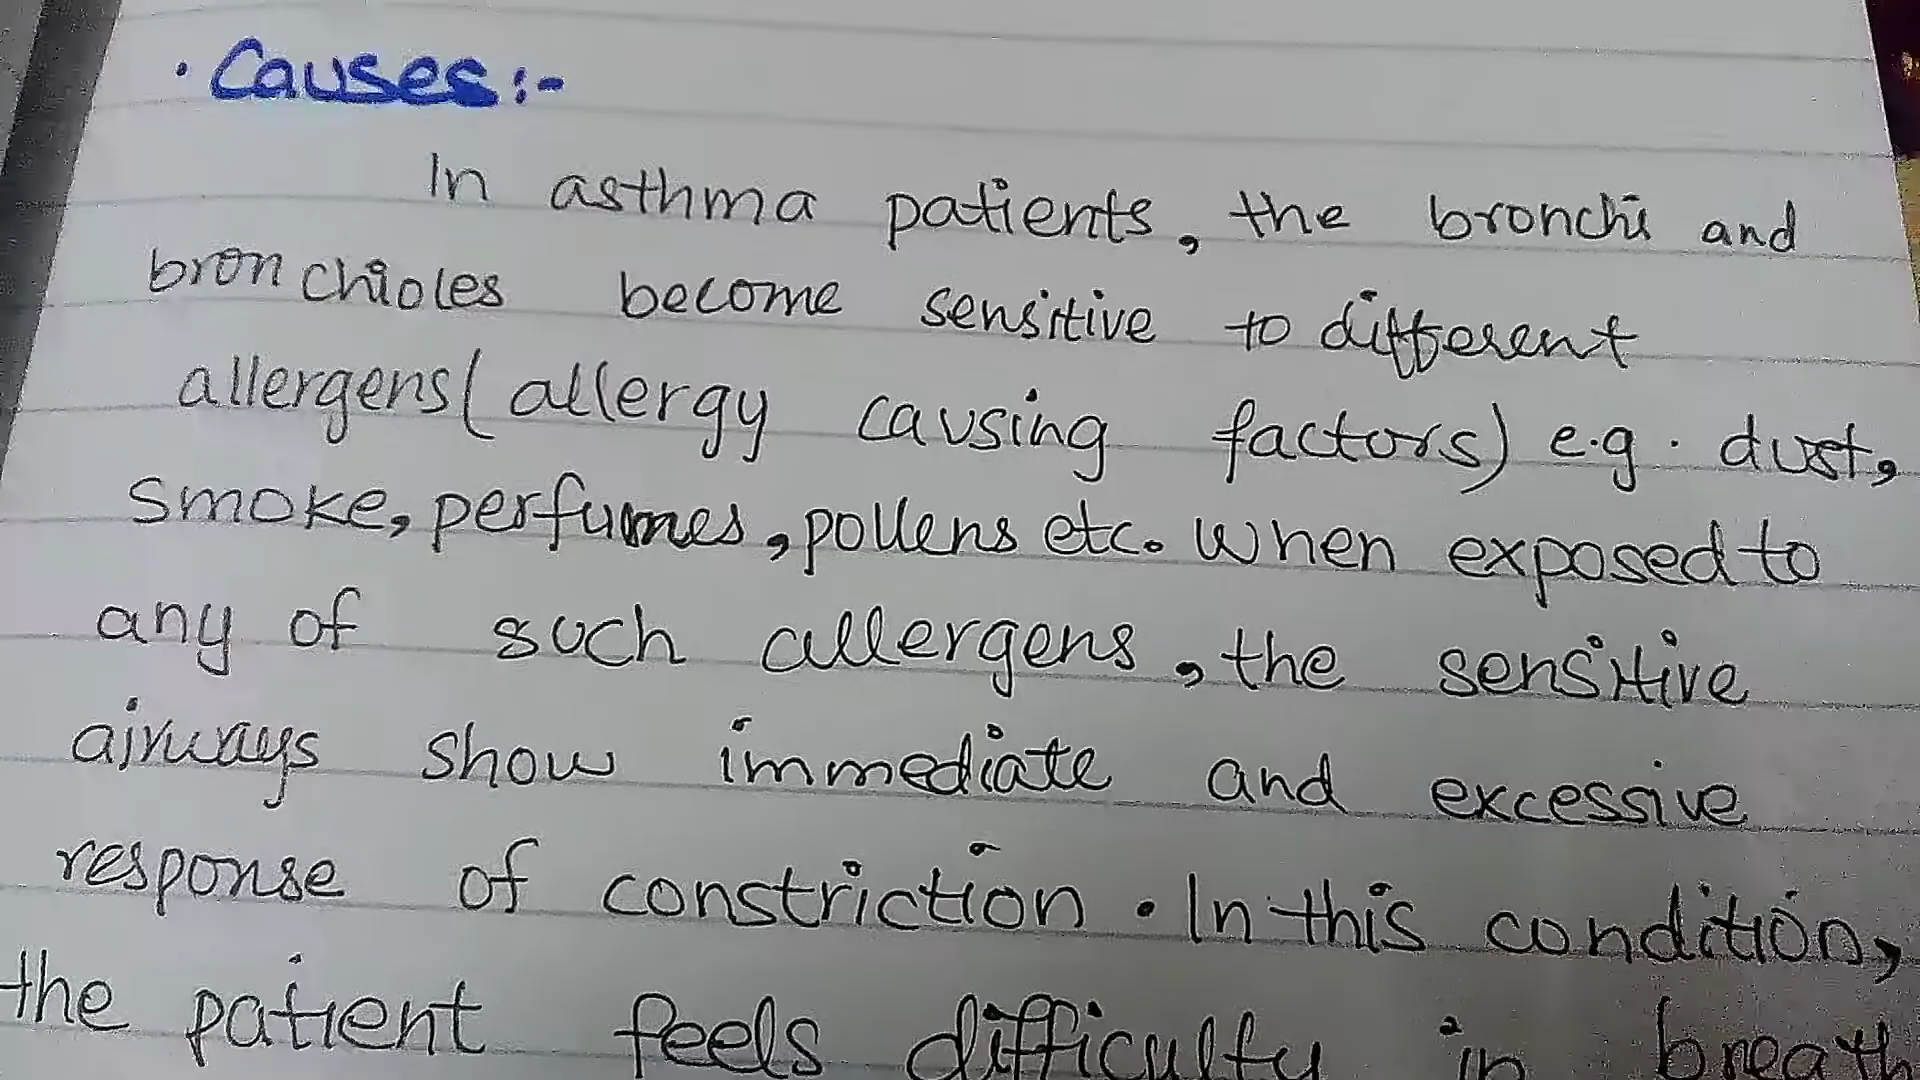 · Causes:-
In asthma patients, the bronchi and
bronchioles become sensitive to different
allergens (allergy causing factors) e.g. dust,
smoke, perfumes, pollens etc. When exposed to
any of such allergens, the sensitive
airways show immediate and excessive
response of constriction. In this condition,
the patient feels difficulty in breath